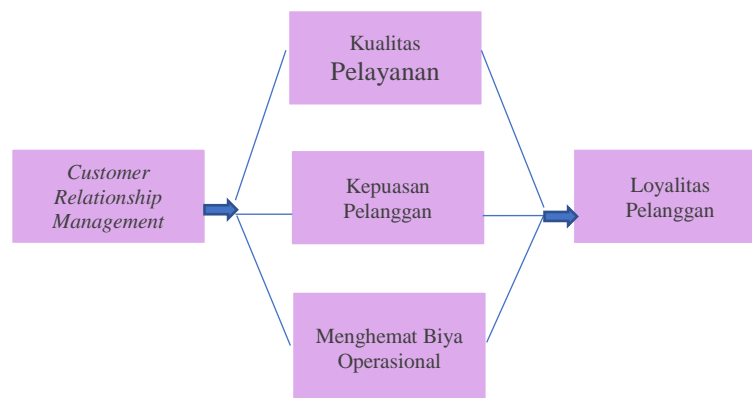 Kualitas
Pelayanan
Customer
Relationship
Management
Kepuasan
Pelanggan
Loyalitas
Pelanggan
Menghemat Biya
Operasional